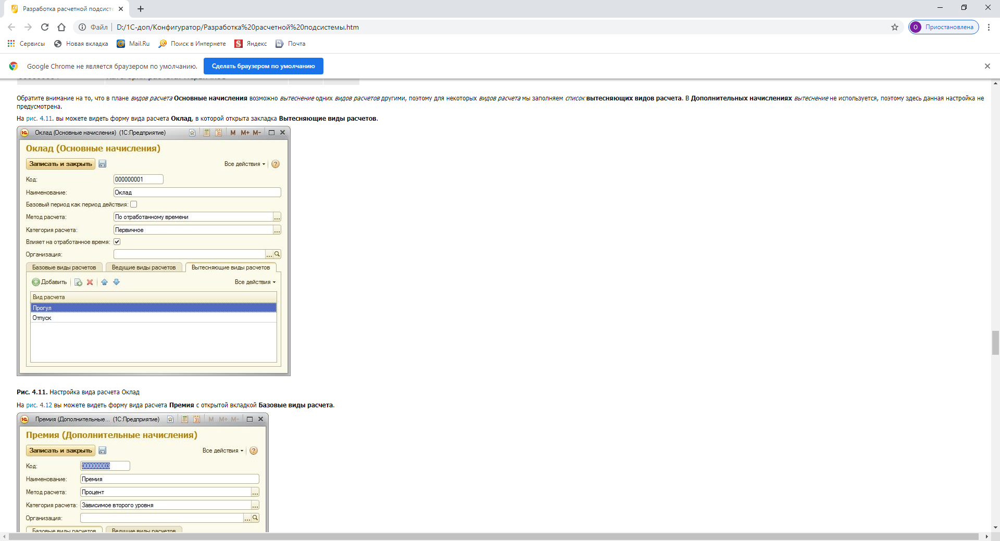 Разработка расчетной подсисте
Файл D:/1С-доп/Конфигуратор/Разработка%20расчетной%20подсистемы.htm О Приостановлена
Сервисы Новая вкладка Mail.Ru Поиск в Интернете Яндекс Почта
Google Chrome не является браузером по умолчанию. Сделать браузером по умолчанию
Обратите внимание на то, что в плане видов расчета Основные начисления возможно вытеснение одних видов расчетов другими, поэтому для некоторых видов расчета мы заполняем список вытесняющих видов расчета. В Дополнительных начислениях вытеснение не используется, поэтому здесь данная настройка не
предусмотрена.
На рис. 4.11. вы можете видеть форму вида расчета Оклад, в которой открыта закладка Вытесняющие виды расчетов.
Оклад (Основные начисления) (1С:Предприятие) 31 M M+ M-
Оклад (Основные начисления)
Записать и закрыть Все действия ?
Код: 000000001
Наименование: Оклад
Базовый период как период действия:
Метод расчета: По отработанному времени ...
Категория расчета: Первичное ...
Влияет на отработанное время:
Организация: ...
Базовые виды расчетов Ведущие виды расчетов Вытесняющие виды расчетов
Добавить Все действия
Вид расчета
Прогул
Отпуск
Рис. 4.11. Настройка вида расчета Оклад
На рис. 4.12 вы можете видеть форму вида расчета Премия с открытой вкладкой Базовые виды расчета.
Премия (Дополнительные... (1С:Предприятие) 31 M M+ M-
Премия (Дополнительные начисления)
Записать и закрыть Все действия ?
Код: 000000003
Наименование: Премия
Метод расчета: Процент ...
Категория расчета: Зависимое второго уровня ...
Организация: ...
Базовые виды расчетов Ведущие виды расчетов